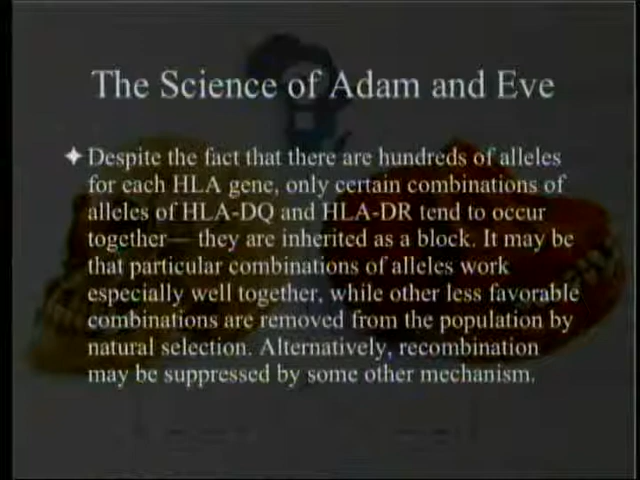 The Science of Adam and Eve
Despite the fact that there are hundreds of alleles
for each HLA gene, only certain combinations of
alleles of HLA-DQ and HLA-DR tend to occur
together— they are inherited as a block. It may be
that particular combinations of alleles work
especially well together, while other less favorable
combinations are removed from the population by
natural selection. Alternatively, recombination
may be suppressed by some other mechanism.